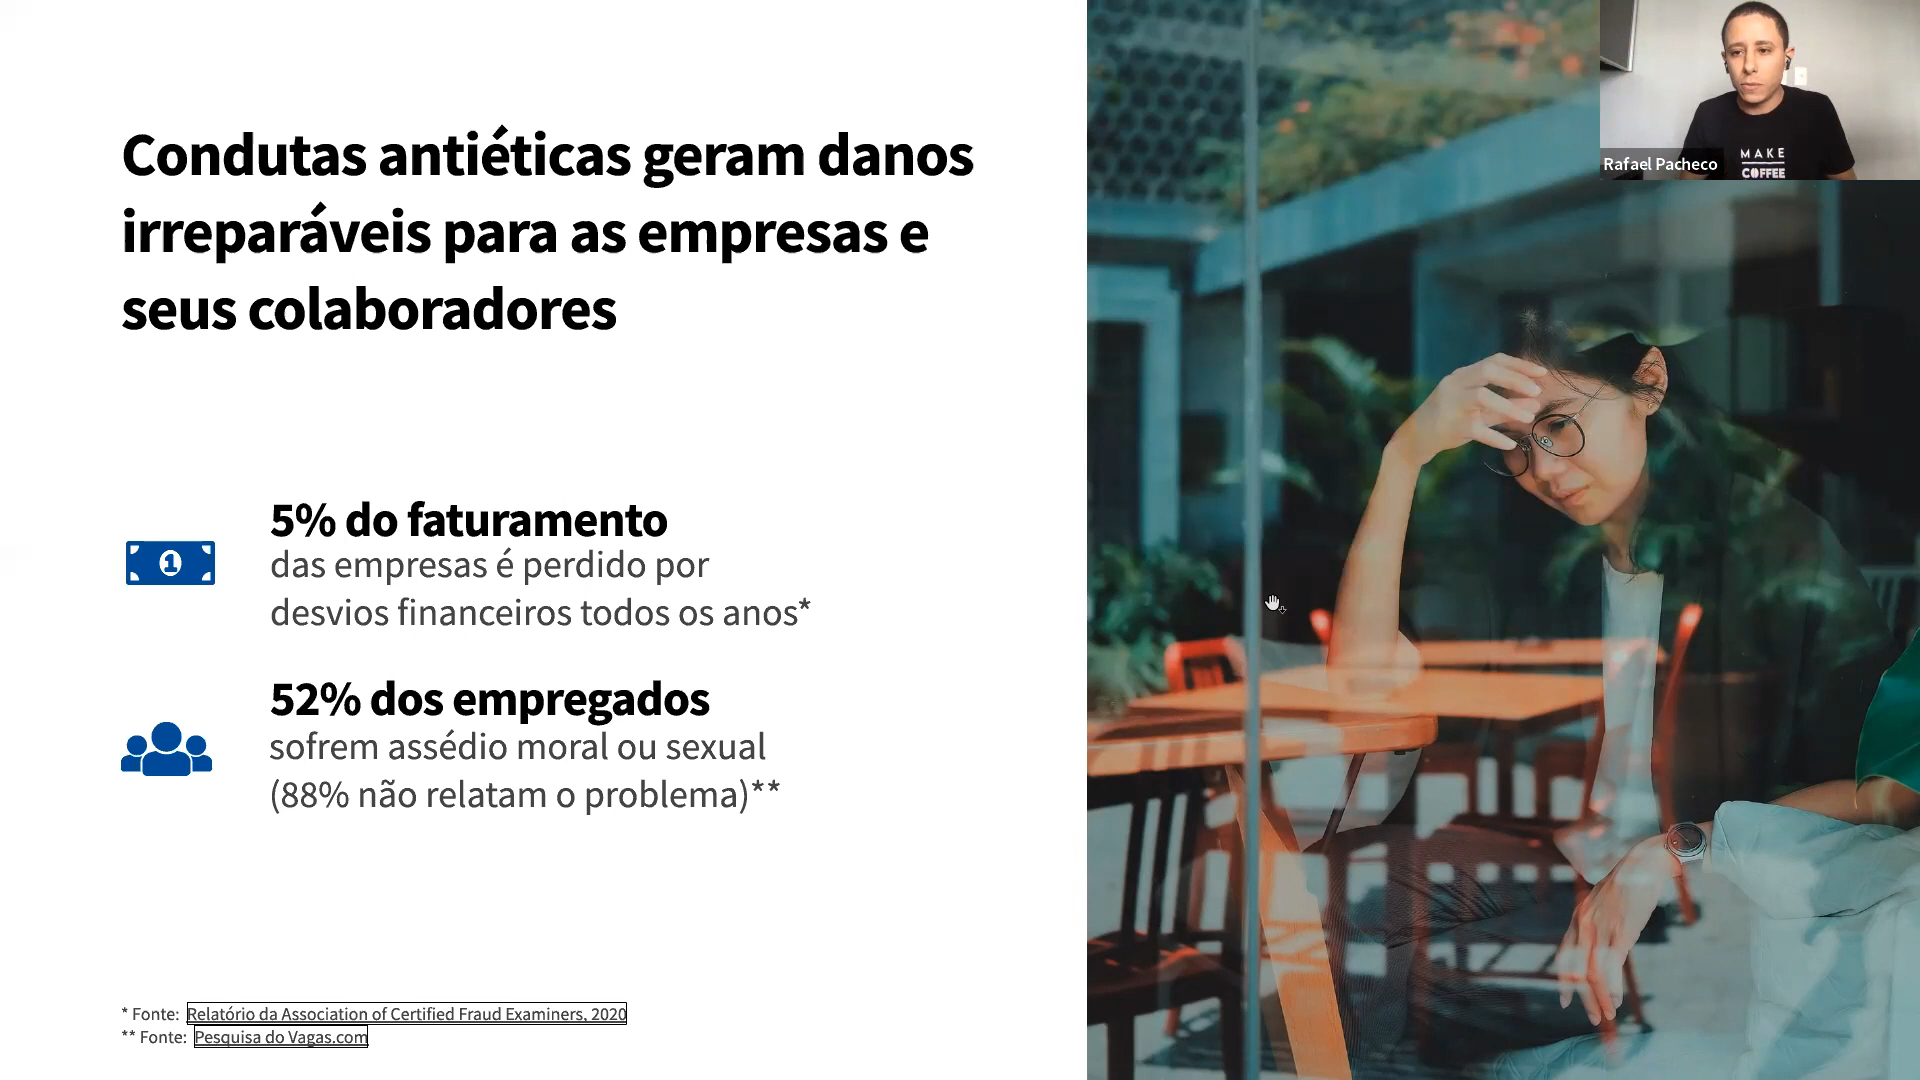 Condutas antiéticas geram danos
irreparáveis para as empresas e
seus colaboradores
1
5% do faturamento
das empresas é perdido por
desvios financeiros todos os anos*
52% dos empregados
sofrem assédio moral ou sexual
(88% não relatam o problema)**
* Fonte: Relatório da Association of Certified Fraud Examiners, 2020
** Fonte: Pesquisa do Vagas.com
Rafael Pacheco
MAKE
COFFEE